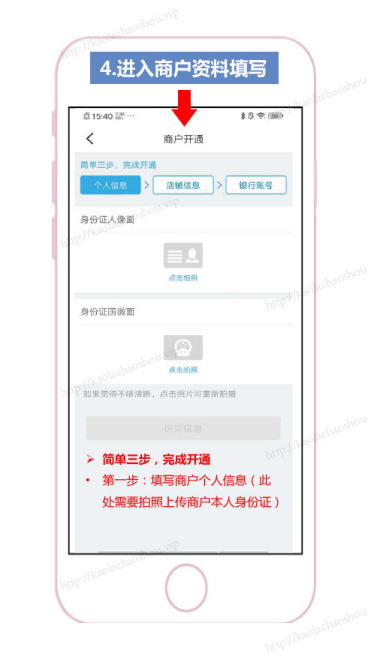 4.进入商户资料填写
15:40
商户开通
简单三步，完成开通
个人信息 > 店铺信息 > 银行账号
身份证人像面
点击拍照
身份证国徽面
点击拍照
如果觉得不够清晰，点击照片可重新拍摄
识别信息
➢ 简单三步，完成开通
• 第一步：填写商户个人信息（此
处需要拍照上传商户本人身份证）
http://kaolachaoshou.vip